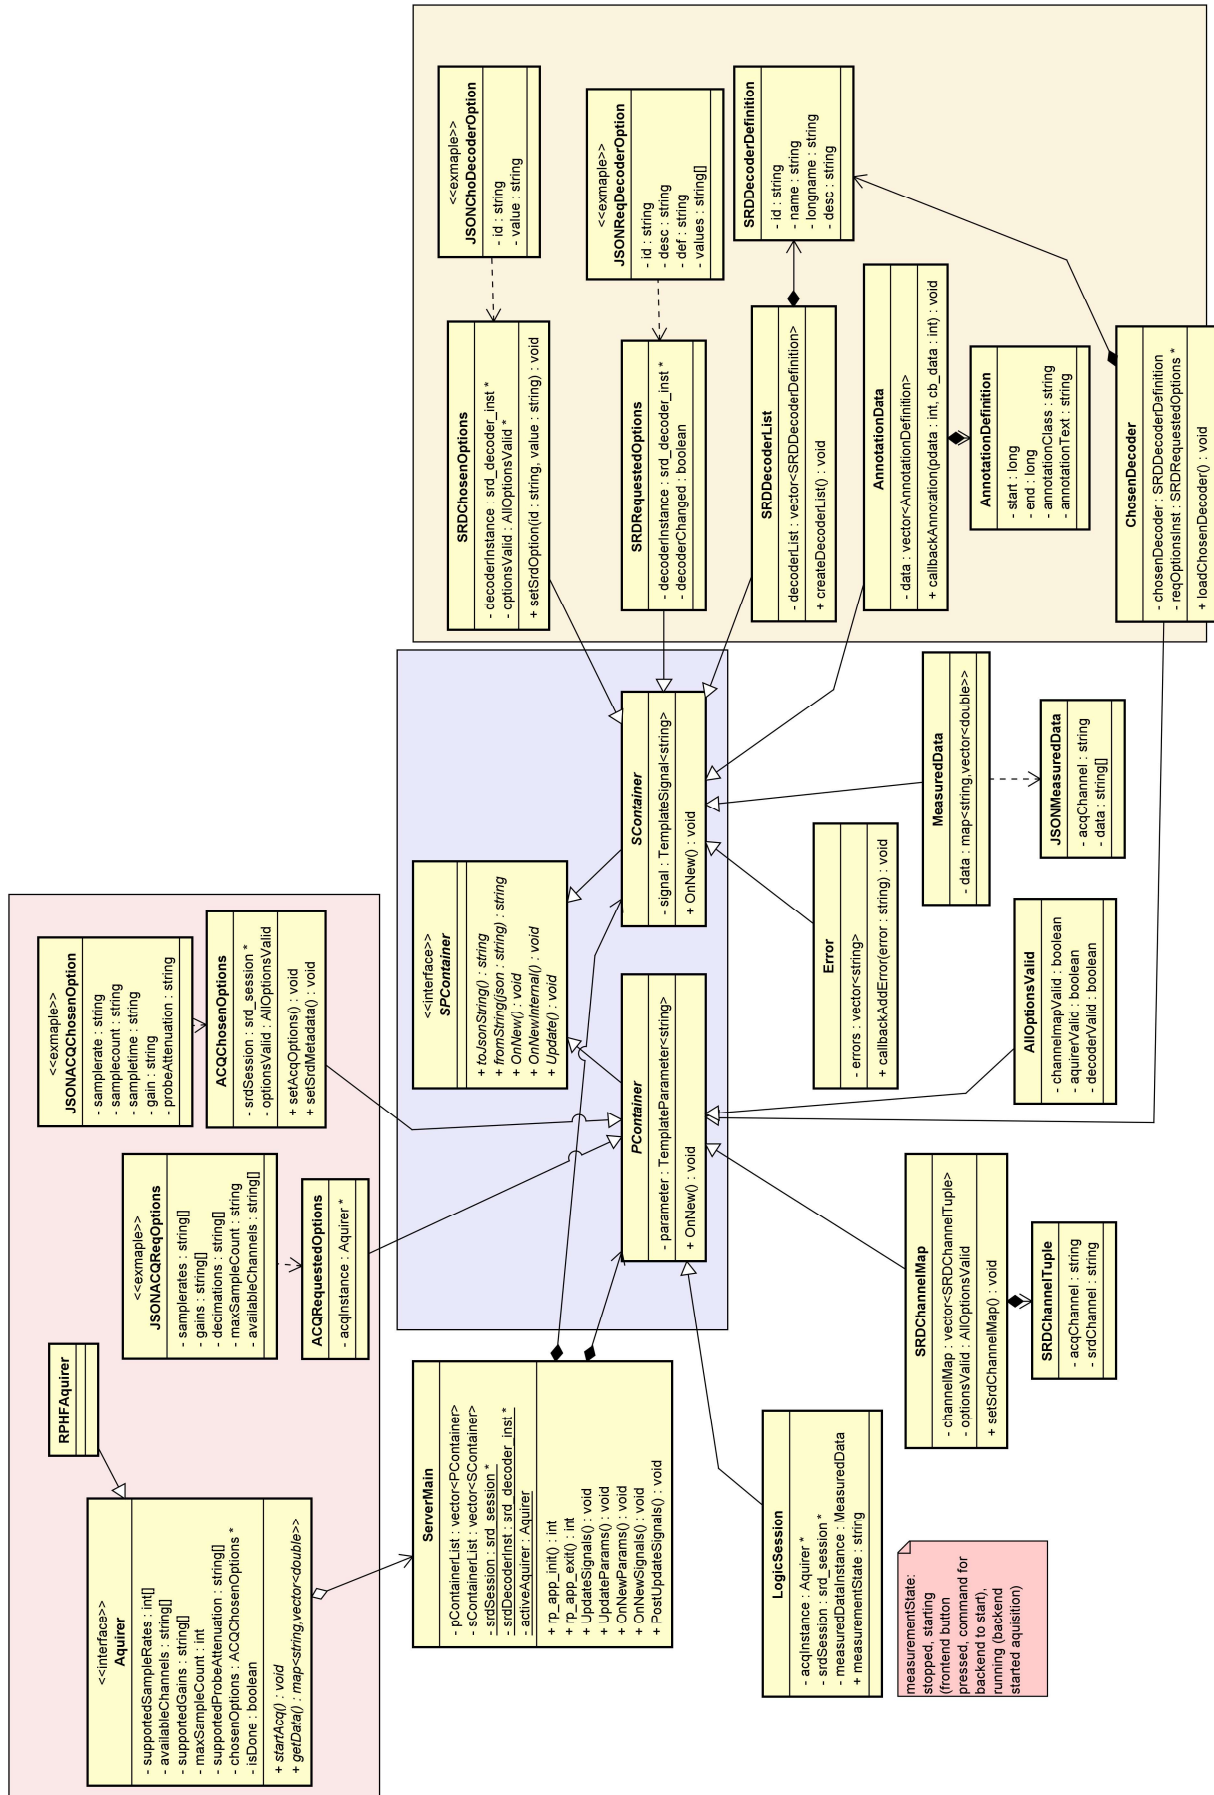 <<interface>>
Aquirer
- supportedSampleRates : int[]
- availableChannels : string[]
- supportedGains : string[]
- maxSampleCount : int
- supportedProbeAttenuation : string[]
- chosenOptions : ACQChosenOptions *
- isDone : boolean
+ startAcq() : void
+ getData() : map<string,vector<double>>
RPHFAquirer
<<exmaple>>
JSONACQReqOptions
- samplerates : string[]
- gains : string[]
- decimations : string[]
- maxSampleCount : string
- availableChannels : string[]
ACQRequestedOptions
- acqInstance : Aquirer *
<<exmaple>>
JSONACQChosenOption
- samplerate : string
- samplecount : string
- sampletime : string
- gain : string
- probeAttenuation : string
ACQChosenOptions
- srdSession : srd_session *
- optionsValid : AllOptionsValid
+ setAcqOptions() : void
+ setSrdMetadata() : void
ServerMain
- pContainerList : vector<PContainer>
- sContainerList : vector<SContainer>
- srdSession : srd_session *
- srdDecoderInst : srd_decoder_inst *
- activeAquirer : Aquirer
+ rp_app_init() : int
+ rp_app_exit() : int
+ UpdateSignals() : void
+ UpdateParams() : void
+ OnNewParams() : void
+ OnNewSignals() : void
+ PostUpdateSignals() : void
<<interface>>
SPContainer
+ toJsonString() : string
+ fromString(json : string) : string
+ OnNew() : void
+ OnNewInternal() : void
+ Update() : void
PContainer
- parameter : TemplateParameter<string>
+ OnNew() : void
SContainer
- signal : TemplateSignal<string>
+ OnNew() : void
<<exmaple>>
JSONChoDecoderOption
- id : string
- value : string
SRDChosenOptions
- decoderInstance : srd_decoder_inst *
- optionsValid : AllOptionsValid *
+ setSrdOption(id : string, value : string) : void
<<exmaple>>
JSONReqDecoderOption
- id : string
- desc : string
- def : string
- values : string[]
SRDRequestedOptions
- decoderInstance : srd_decoder_inst *
- decoderChanged : boolean
SRDDecoderDefinition
- id : string
- name : string
- longname : string
- desc : string
SRDDecoderList
- decoderList : vector<SRDDecoderDefinition>
+ createDecoderList() : void
AnnotationData
- data : vector<AnnotationDefinition>
+ callbackAnnotation(pdata : int, cb_data : int) : void
AnnotationDefinition
- start : long
- end : long
- annotationClass : string
- annotationText : string
ChosenDecoder
- chosenDecoder : SRDDecoderDefinition
- reqOptionsInst : SRDRequestedOptions *
+ loadChosenDecoder() : void
LogicSession
- acqInstance : Aquirer *
- srdSession : srd_session *
- measuredDataInstance : MeasuredData
+ measurementState : string
measurementState:
stopped, starting
(frontend button
pressed, command for
backend to start),
running (backend
started aquisition)
SRDChannelMap
- channelMap : vector<SRDChannelTuple>
- optionsValid : AllOptionsValid
+ setSrdChannelMap() : void
SRDChannelTuple
- acqChannel : string
- srdChannel : string
Error
- errors : vector<string>
+ callbackAddError(error : string) : void
AllOptionsValid
- channelmapValid : boolean
- aquirerValic : boolean
- decoderValid : boolean
MeasuredData
- data : map<string,vector<double>>
JSONMeasuredData
- acqChannel : string
- data : string[]